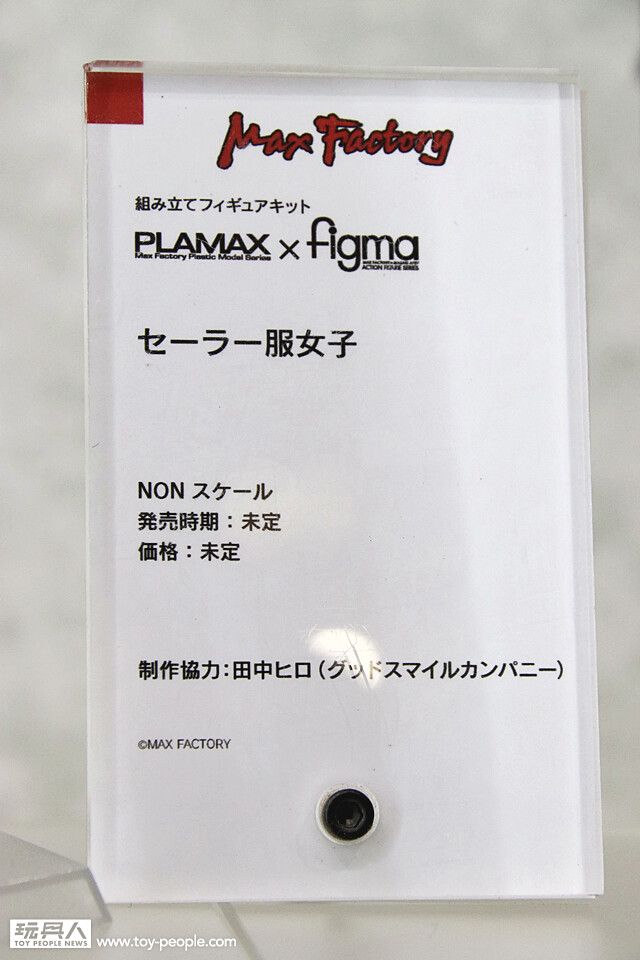 Max Factory
組み立てフィギュアキット
PLAMAX × figma
Max Factory Plastic Model Series
ACTION FIGURE SERIES
セーラー服女子
NON スケール
発売時期：未定
価格：未定
制作協力：田中ヒロ（グッドスマイルカンパニー）
©MAX FACTORY
玩具人
TOY PEOPLE NEWS
www.toy-people.com